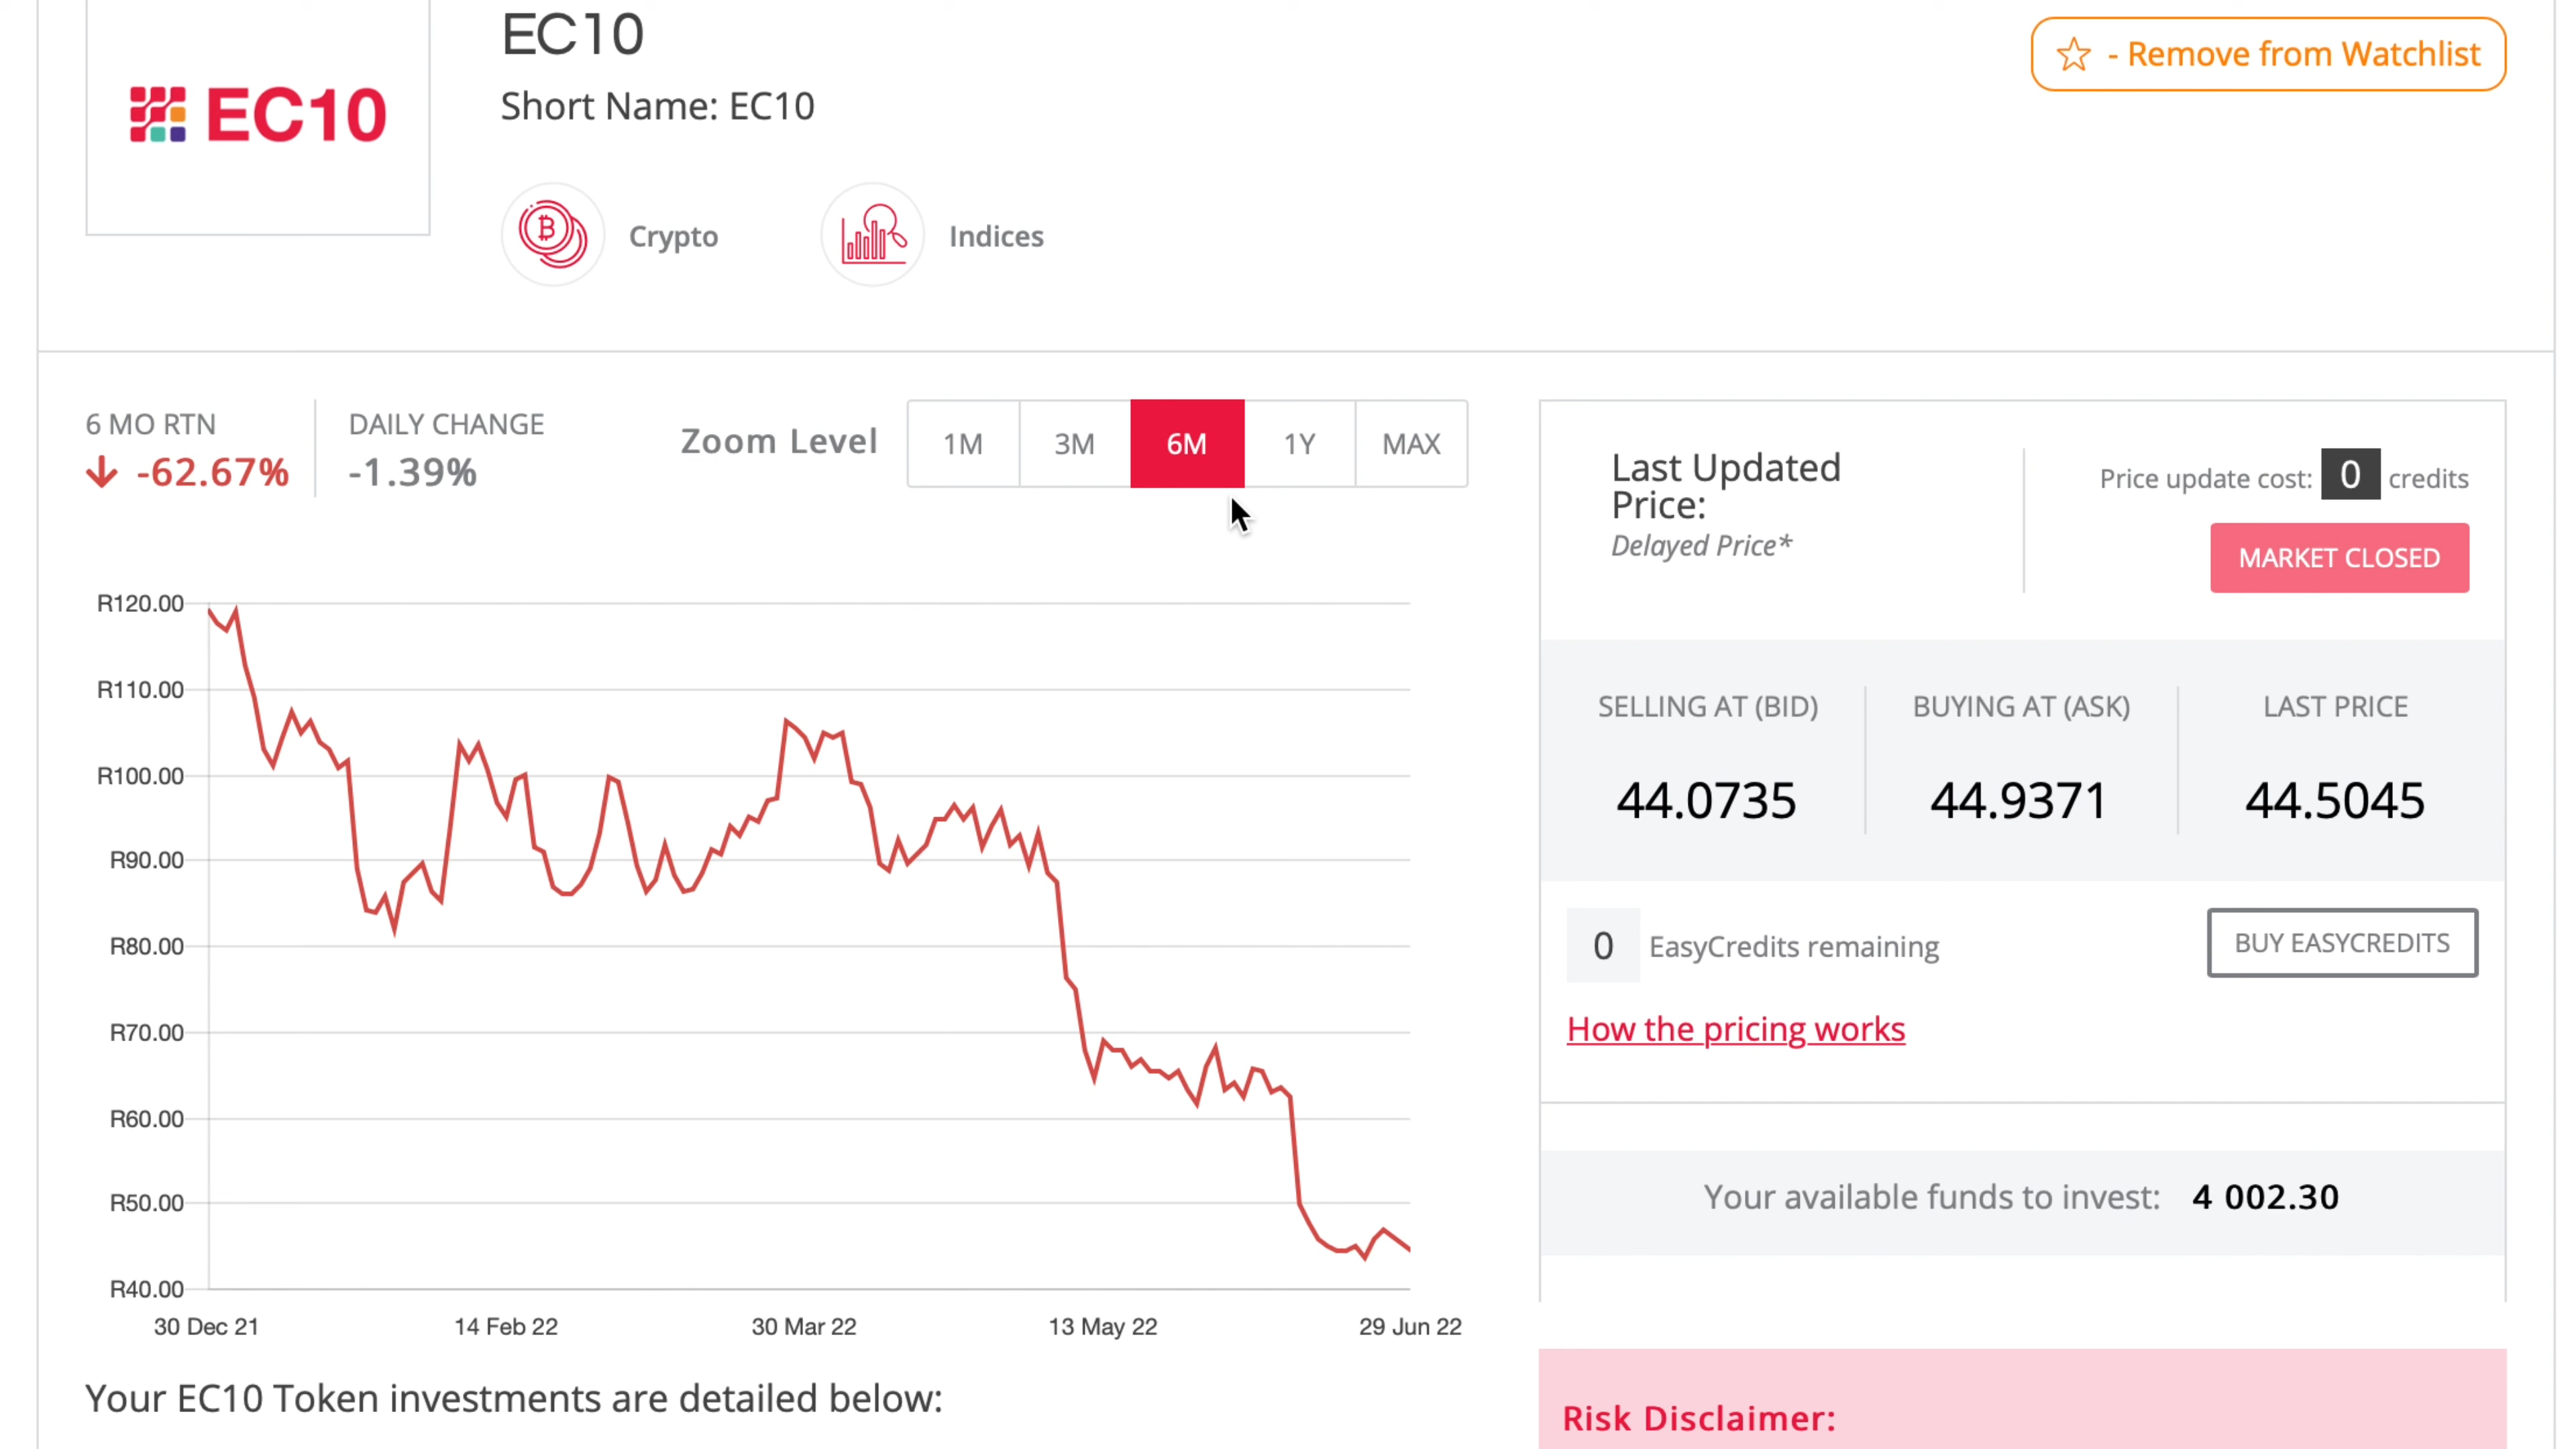 EC10
EC10
Short Name: EC10
☆ - Remove from Watchlist
Crypto
Indices
6 MO RTN
-62.67%
DAILY CHANGE
-1.39%
Zoom Level
1M
3M
6M
1Y
MAX
R120.00
R110.00
R100.00
R90.00
R80.00
R70.00
R60.00
R50.00
R40.00
30 Dec 21
14 Feb 22
30 Mar 22
13 May 22
29 Jun 22
Your EC10 Token investments are detailed below:
Last Updated
Price:
Delayed Price*
Price update cost: 0 credits
MARKET CLOSED
SELLING AT (BID)
44.0735
BUYING AT (ASK)
44.9371
LAST PRICE
44.5045
0 EasyCredits remaining
BUY EASYCREDITS
How the pricing works
Your available funds to invest: 4 002.30
Risk Disclaimer: